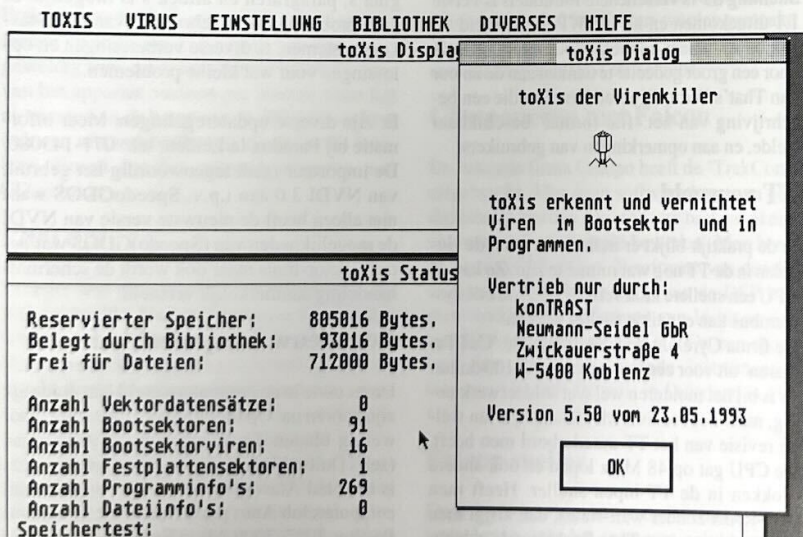 TOXIS VIRUS EINSTELLUNG BIBLIOTHEK DIVERSES HILFE
toXis Display
toXis Status
Reservierter Speicher: 805016 Bytes.
Belegt durch Bibliothek: 93016 Bytes.
Frei für Dateien: 712000 Bytes.
Anzahl Vektordatensätze: 0
Anzahl Bootsektoren: 91
Anzahl Bootsektorviren: 16
Anzahl Festplattensektoren: 1
Anzahl Programminfo's: 269
Anzahl Dateiinfo's: 0
Speichertest:
toXis Dialog
toXis der Virenkiller
toXis erkennt und vernichtet
Viren im Bootsektor und in
Programmen.
Vertrieb nur durch:
konTRAST
Neumann-Seidel GbR
Zwickauerstraße 4
W-5400 Koblenz
Version 5.50 vom 23.05.1993
OK